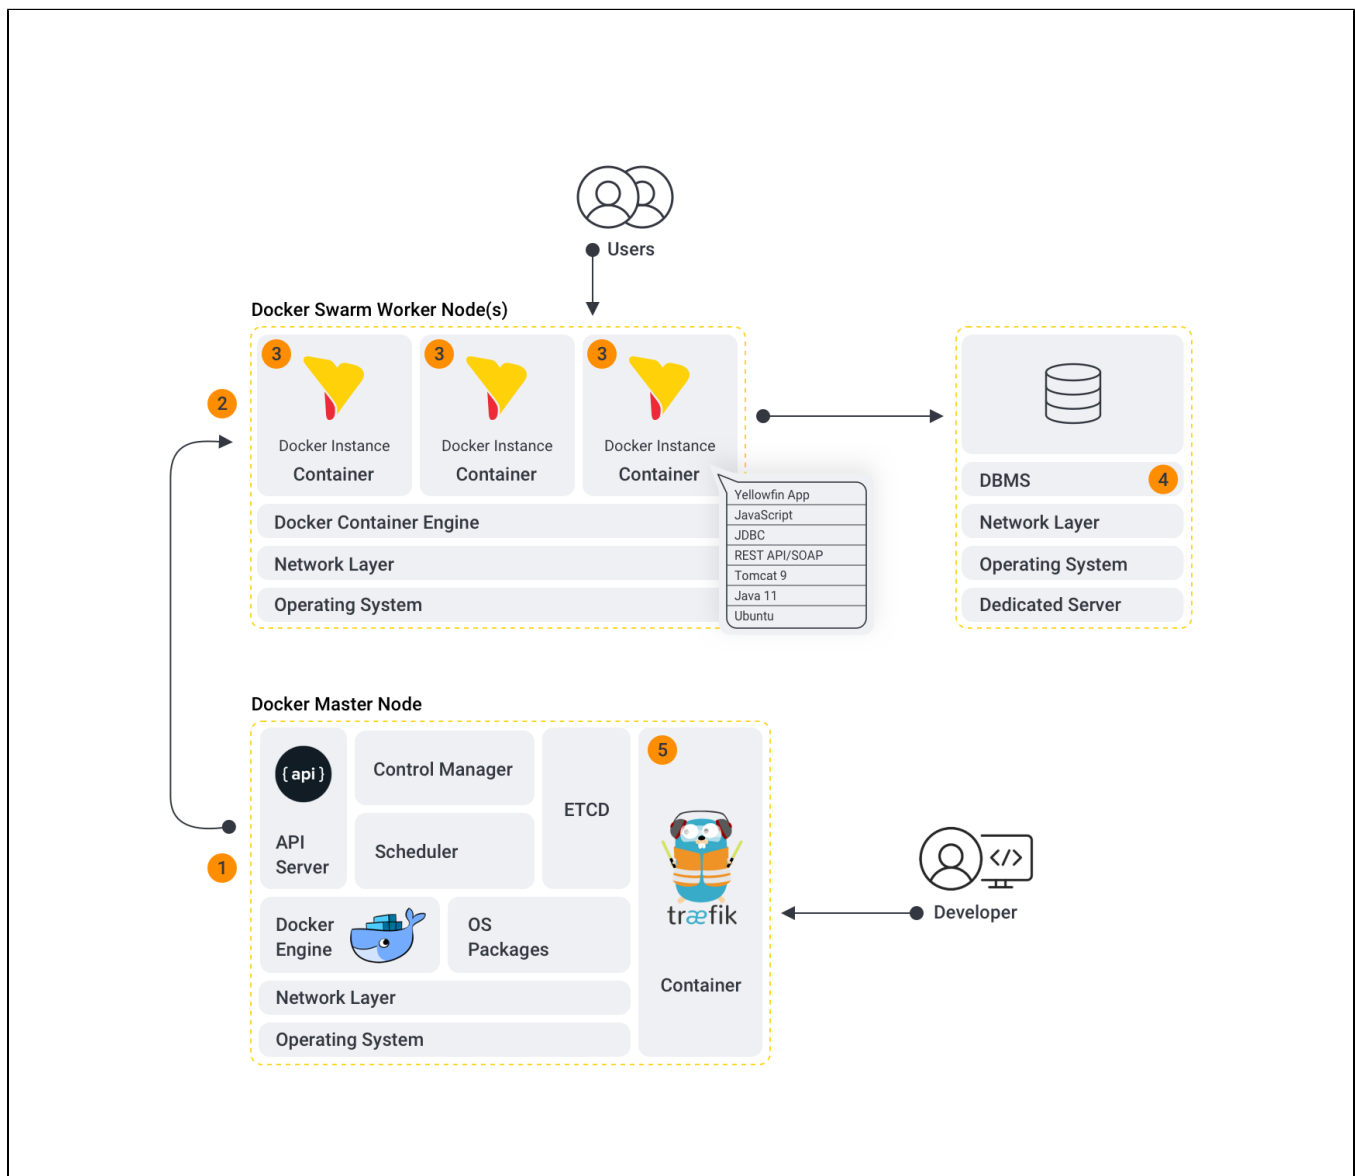 Users
Docker Swarm Worker Node(s)
2
3
Docker Instance
Container
3
Docker Instance
Container
3
Docker Instance
Container
Docker Container Engine
Network Layer
Operating System
Yellowfin App
JavaScript
JDBC
REST API/SOAP
Tomcat 9
Java 11
Ubuntu
DBMS
4
Network Layer
Operating System
Dedicated Server
Docker Master Node
1
{api}
API
Server
Control Manager
Scheduler
ETCD
5
træfik
Container
Docker
Engine
OS
Packages
Network Layer
Operating System
</>
Developer